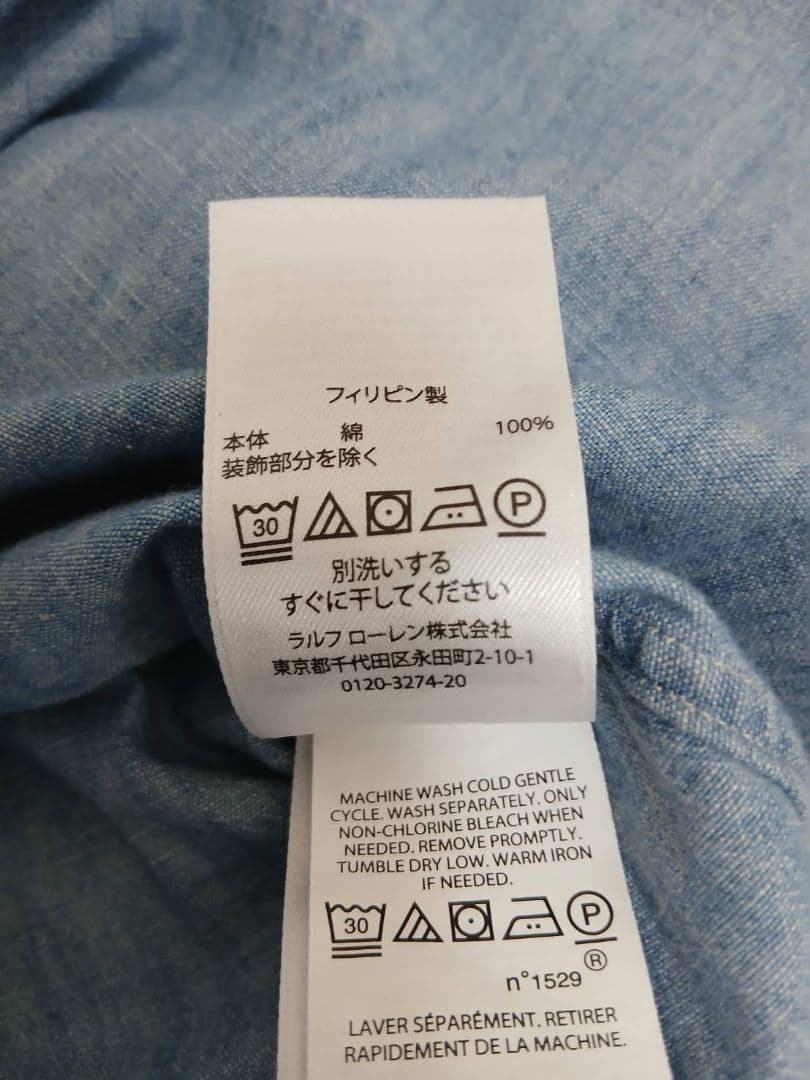 フィリピン製
本体 綿 100%
装飾部分を除く
30 P
別洗いする
すぐに干してください
ラルフ ローレン株式会社
東京都千代田区永田町2-10-1
0120-3274-20
MACHINE WASH COLD GENTLE
CYCLE. WASH SEPARATELY. ONLY
NON-CHLORINE BLEACH WHEN
NEEDED. REMOVE PROMPTLY.
TUMBLE DRY LOW. WARM IRON
IF NEEDED.
30 P
®
n°1529
LAVER SÉPARÉMENT. RETIRER
RAPIDEMENT DE LA MACHINE.